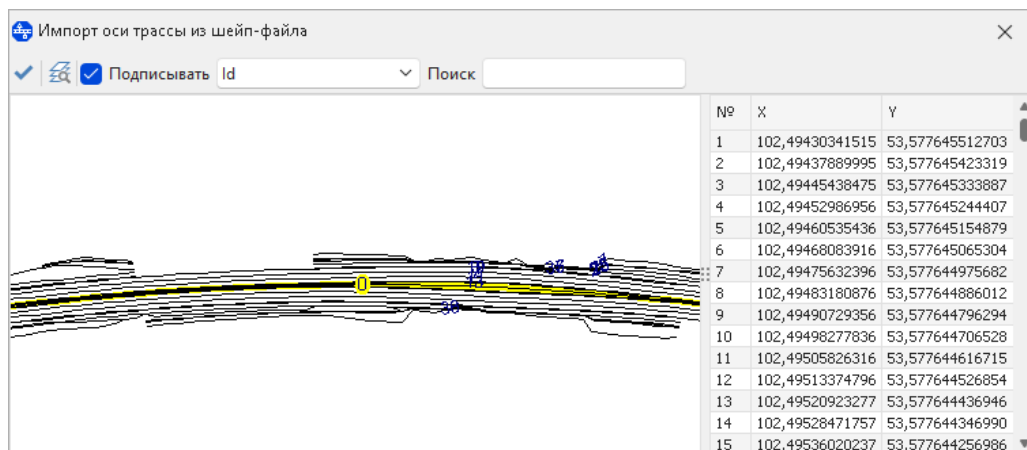 Импорт оси трассы из шейп-файла
Подписывать Id Поиск
№ X Y
1 102,49430341515 53,577645512703
2 102,49437889995 53,577645423319
3 102,49445438475 53,577645333887
4 102,49452986956 53,577645244407
5 102,49460535436 53,577645154879
6 102,49468083916 53,577645065304
7 102,49475632396 53,577644975682
8 102,49483180876 53,577644886012
9 102,49490729356 53,577644796294
10 102,49498277836 53,577644706528
11 102,49505826316 53,577644616715
12 102,49513374796 53,577644526854
13 102,49520923277 53,577644436946
14 102,49528471757 53,577644346990
15 102,49536020237 53,577644256986
0